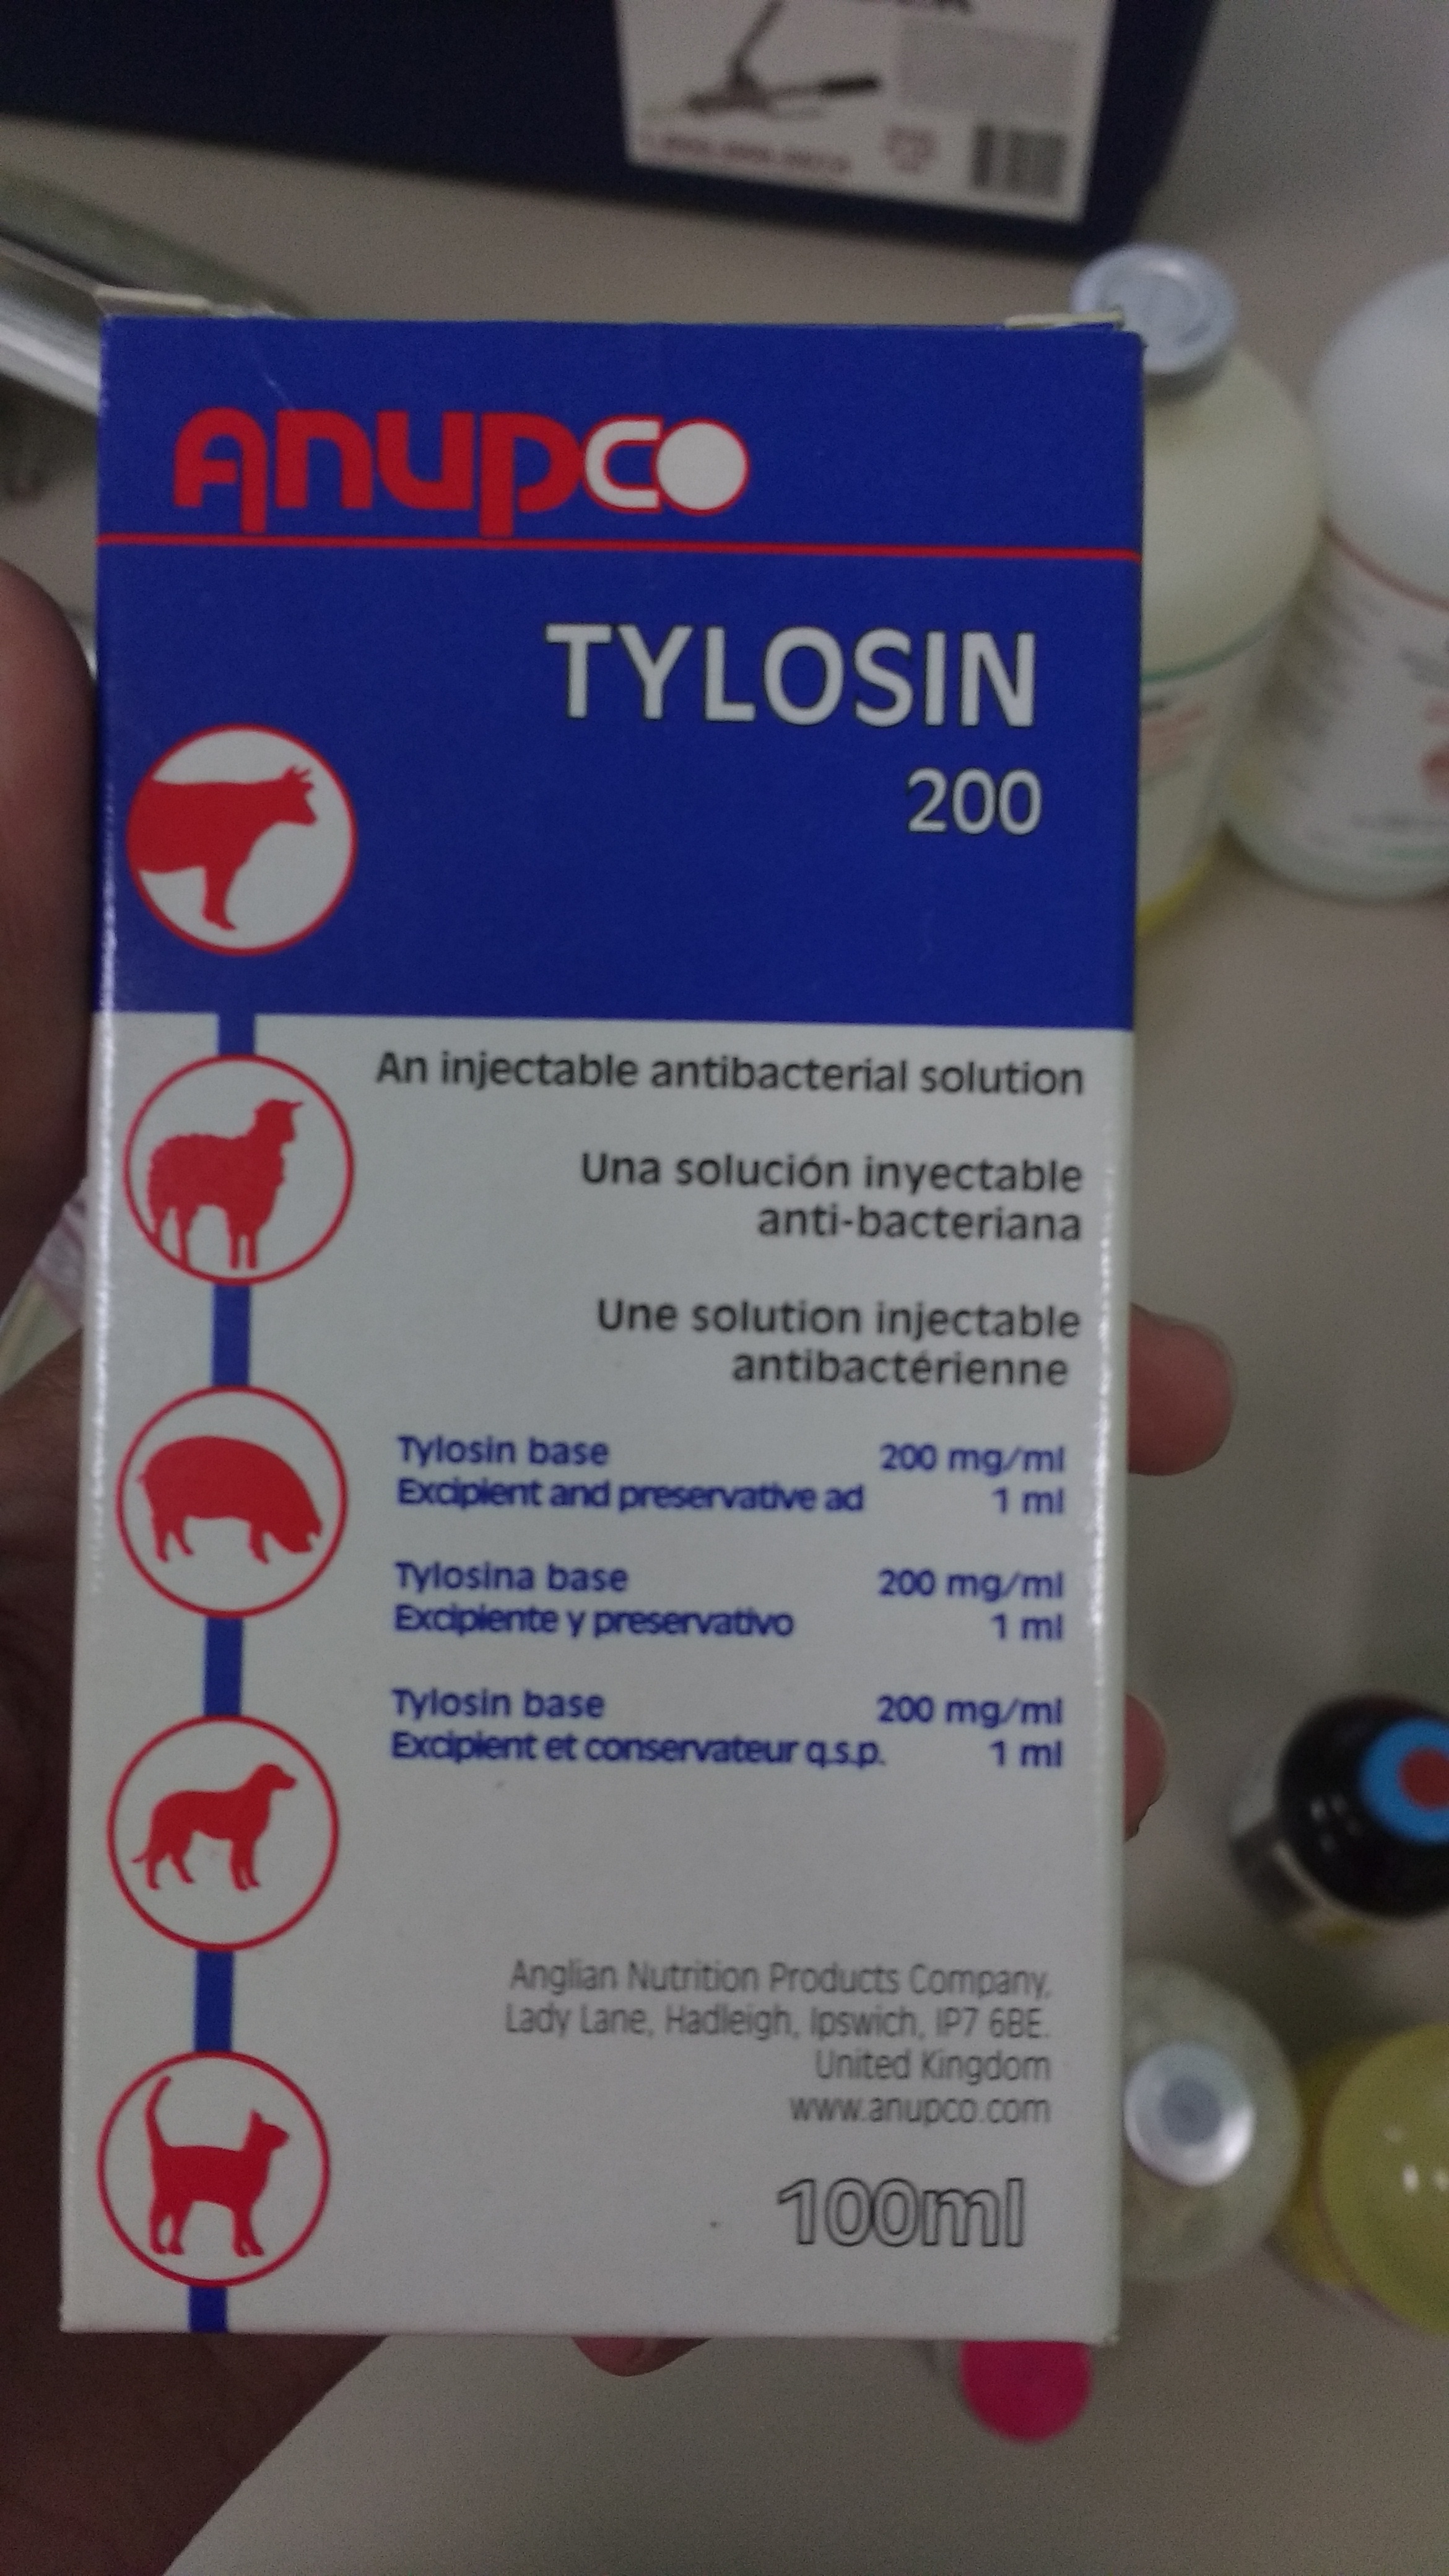 Anupco
TYLOSIN
200
An injectable antibacterial solution
Una solución inyectable
anti-bacteriana
Une solution injectable
antibactérienne
Tylosin base 200 mg/ml
Excipient and preservative ad 1 ml
Tylosina base 200 mg/ml
Excipiente y preservativo 1 ml
Tylosin base 200 mg/ml
Excipient et conservateur q.s.p. 1 ml
Anglian Nutrition Products Company,
Lady Lane, Hadleigh, Ipswich, IP7 6BE.
United Kingdom
www.anupco.com
100ml